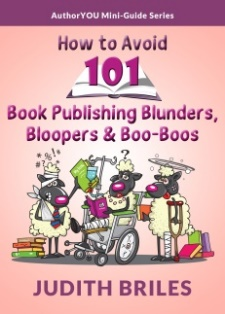 AuthorYOU Mini-Guide Series
How to Avoid
101
Book Publishing Blunders,
Bloopers & Boo-Boos
JUDITH BRILES